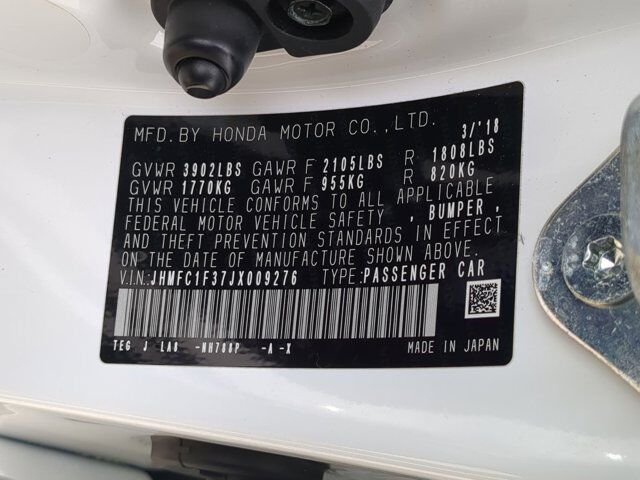 MFD. BY HONDA MOTOR CO., LTD. 3/'18
GVWR 3902LBS GAWR F 2105LBS R 1808LBS
GVWR 1770KG GAWR F 955KG R 820KG
THIS VEHICLE CONFORMS TO ALL APPLICABLE
FEDERAL MOTOR VEHICLE SAFETY , BUMPER ,
AND THEFT PREVENTION STANDARDS IN EFFECT
ON THE DATE OF MANUFACTURE SHOWN ABOVE.
V.I.N: JHMFC1F37JX009276 TYPE: PASSENGER CAR
TEG J LA8 -NH788P -A -X MADE IN JAPAN